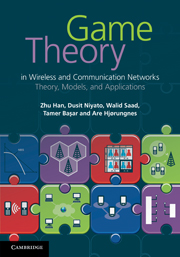 Game
Theory
in Wireless and Communication Networks
Theory, Models, and Applications
Zhu Han, Dusit Niyato, Walid Saad,
Tamer Başar and Are Hjørungnes
CAMBRIDGE